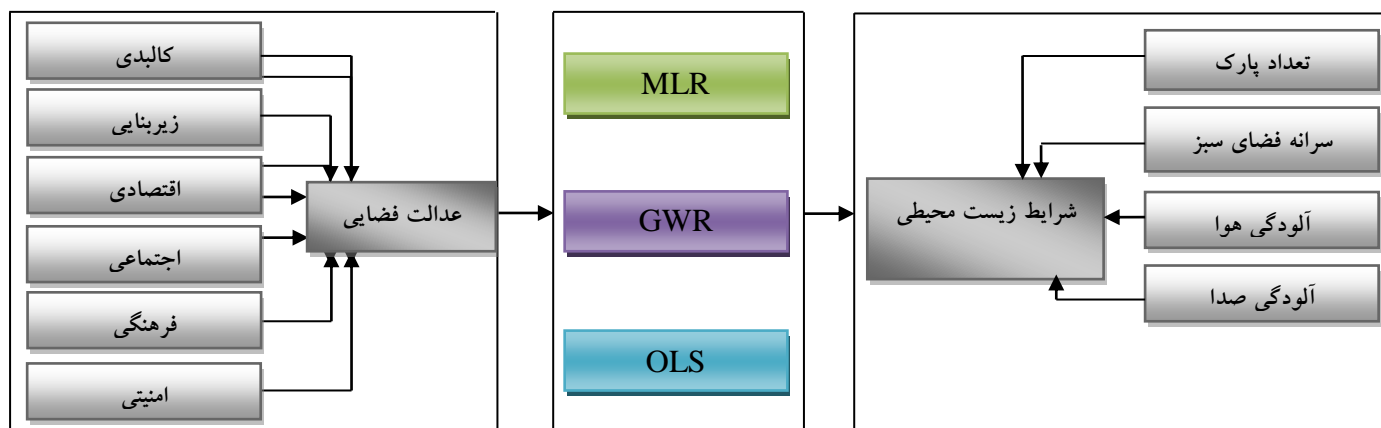 کالبدی
زیربنایی
اقتصادی
اجتماعی
فرهنگی
امنیتی
عدالت فضایی
MLR
GWR
OLS
شرایط زیست محیطی
تعداد پارک
سرانه فضای سبز
آلودگی هوا
آلودگی صدا